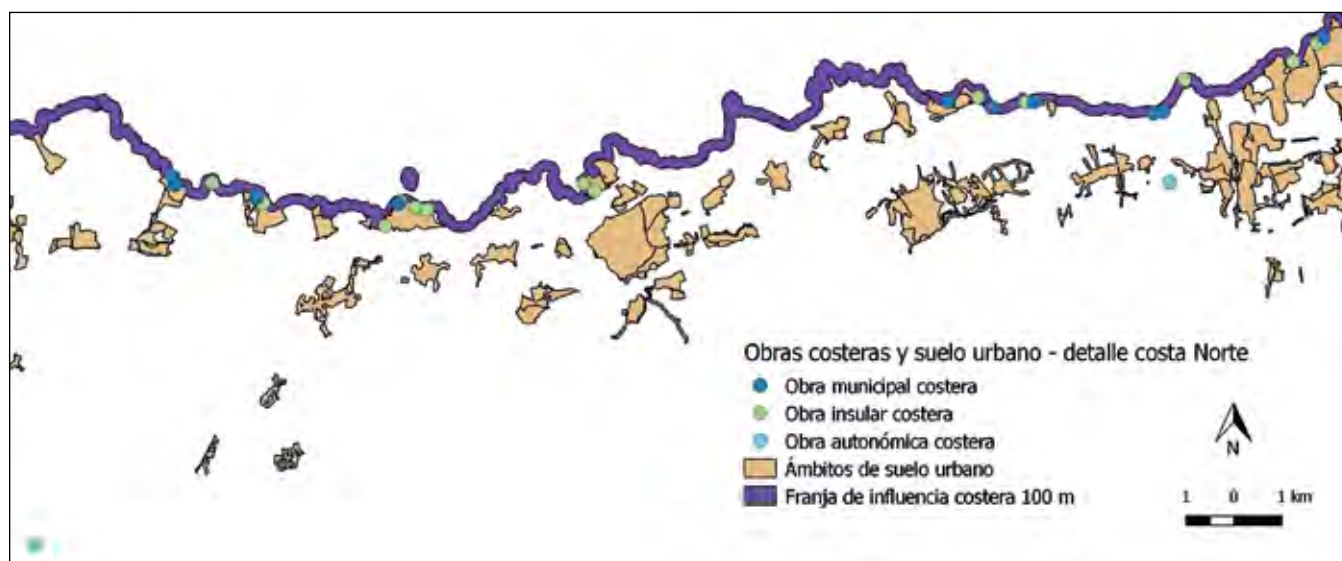 Obras costeras y suelo urbano - detalle costa Norte
Obra municipal costera
Obra insular costera
Obra autonómica costera
Ámbitos de suelo urbano
Franja de influencia costera 100 m
N
1 0 1 km